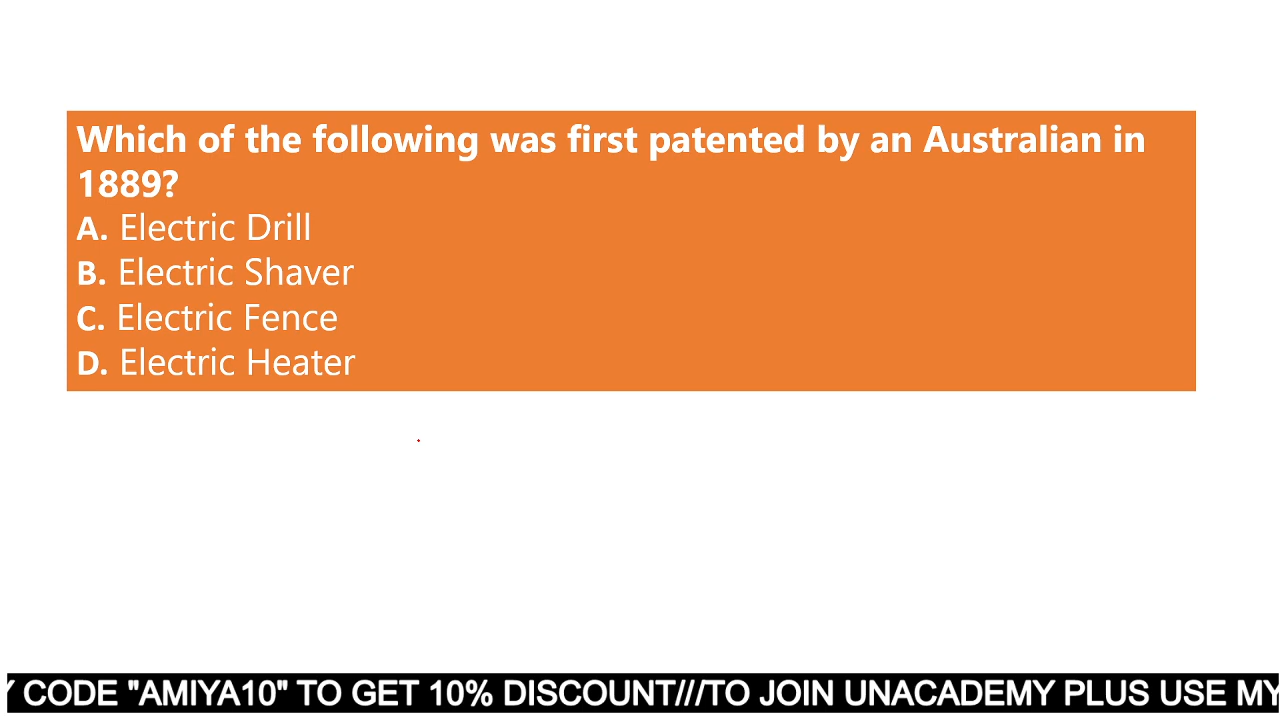 Which of the following was first patented by an Australian in
1889?
A. Electric Drill
B. Electric Shaver
C. Electric Fence
D. Electric Heater
CODE "AMIYA10" TO GET 10% DISCOUNT///TO JOIN UNACADEMY PLUS USE MY